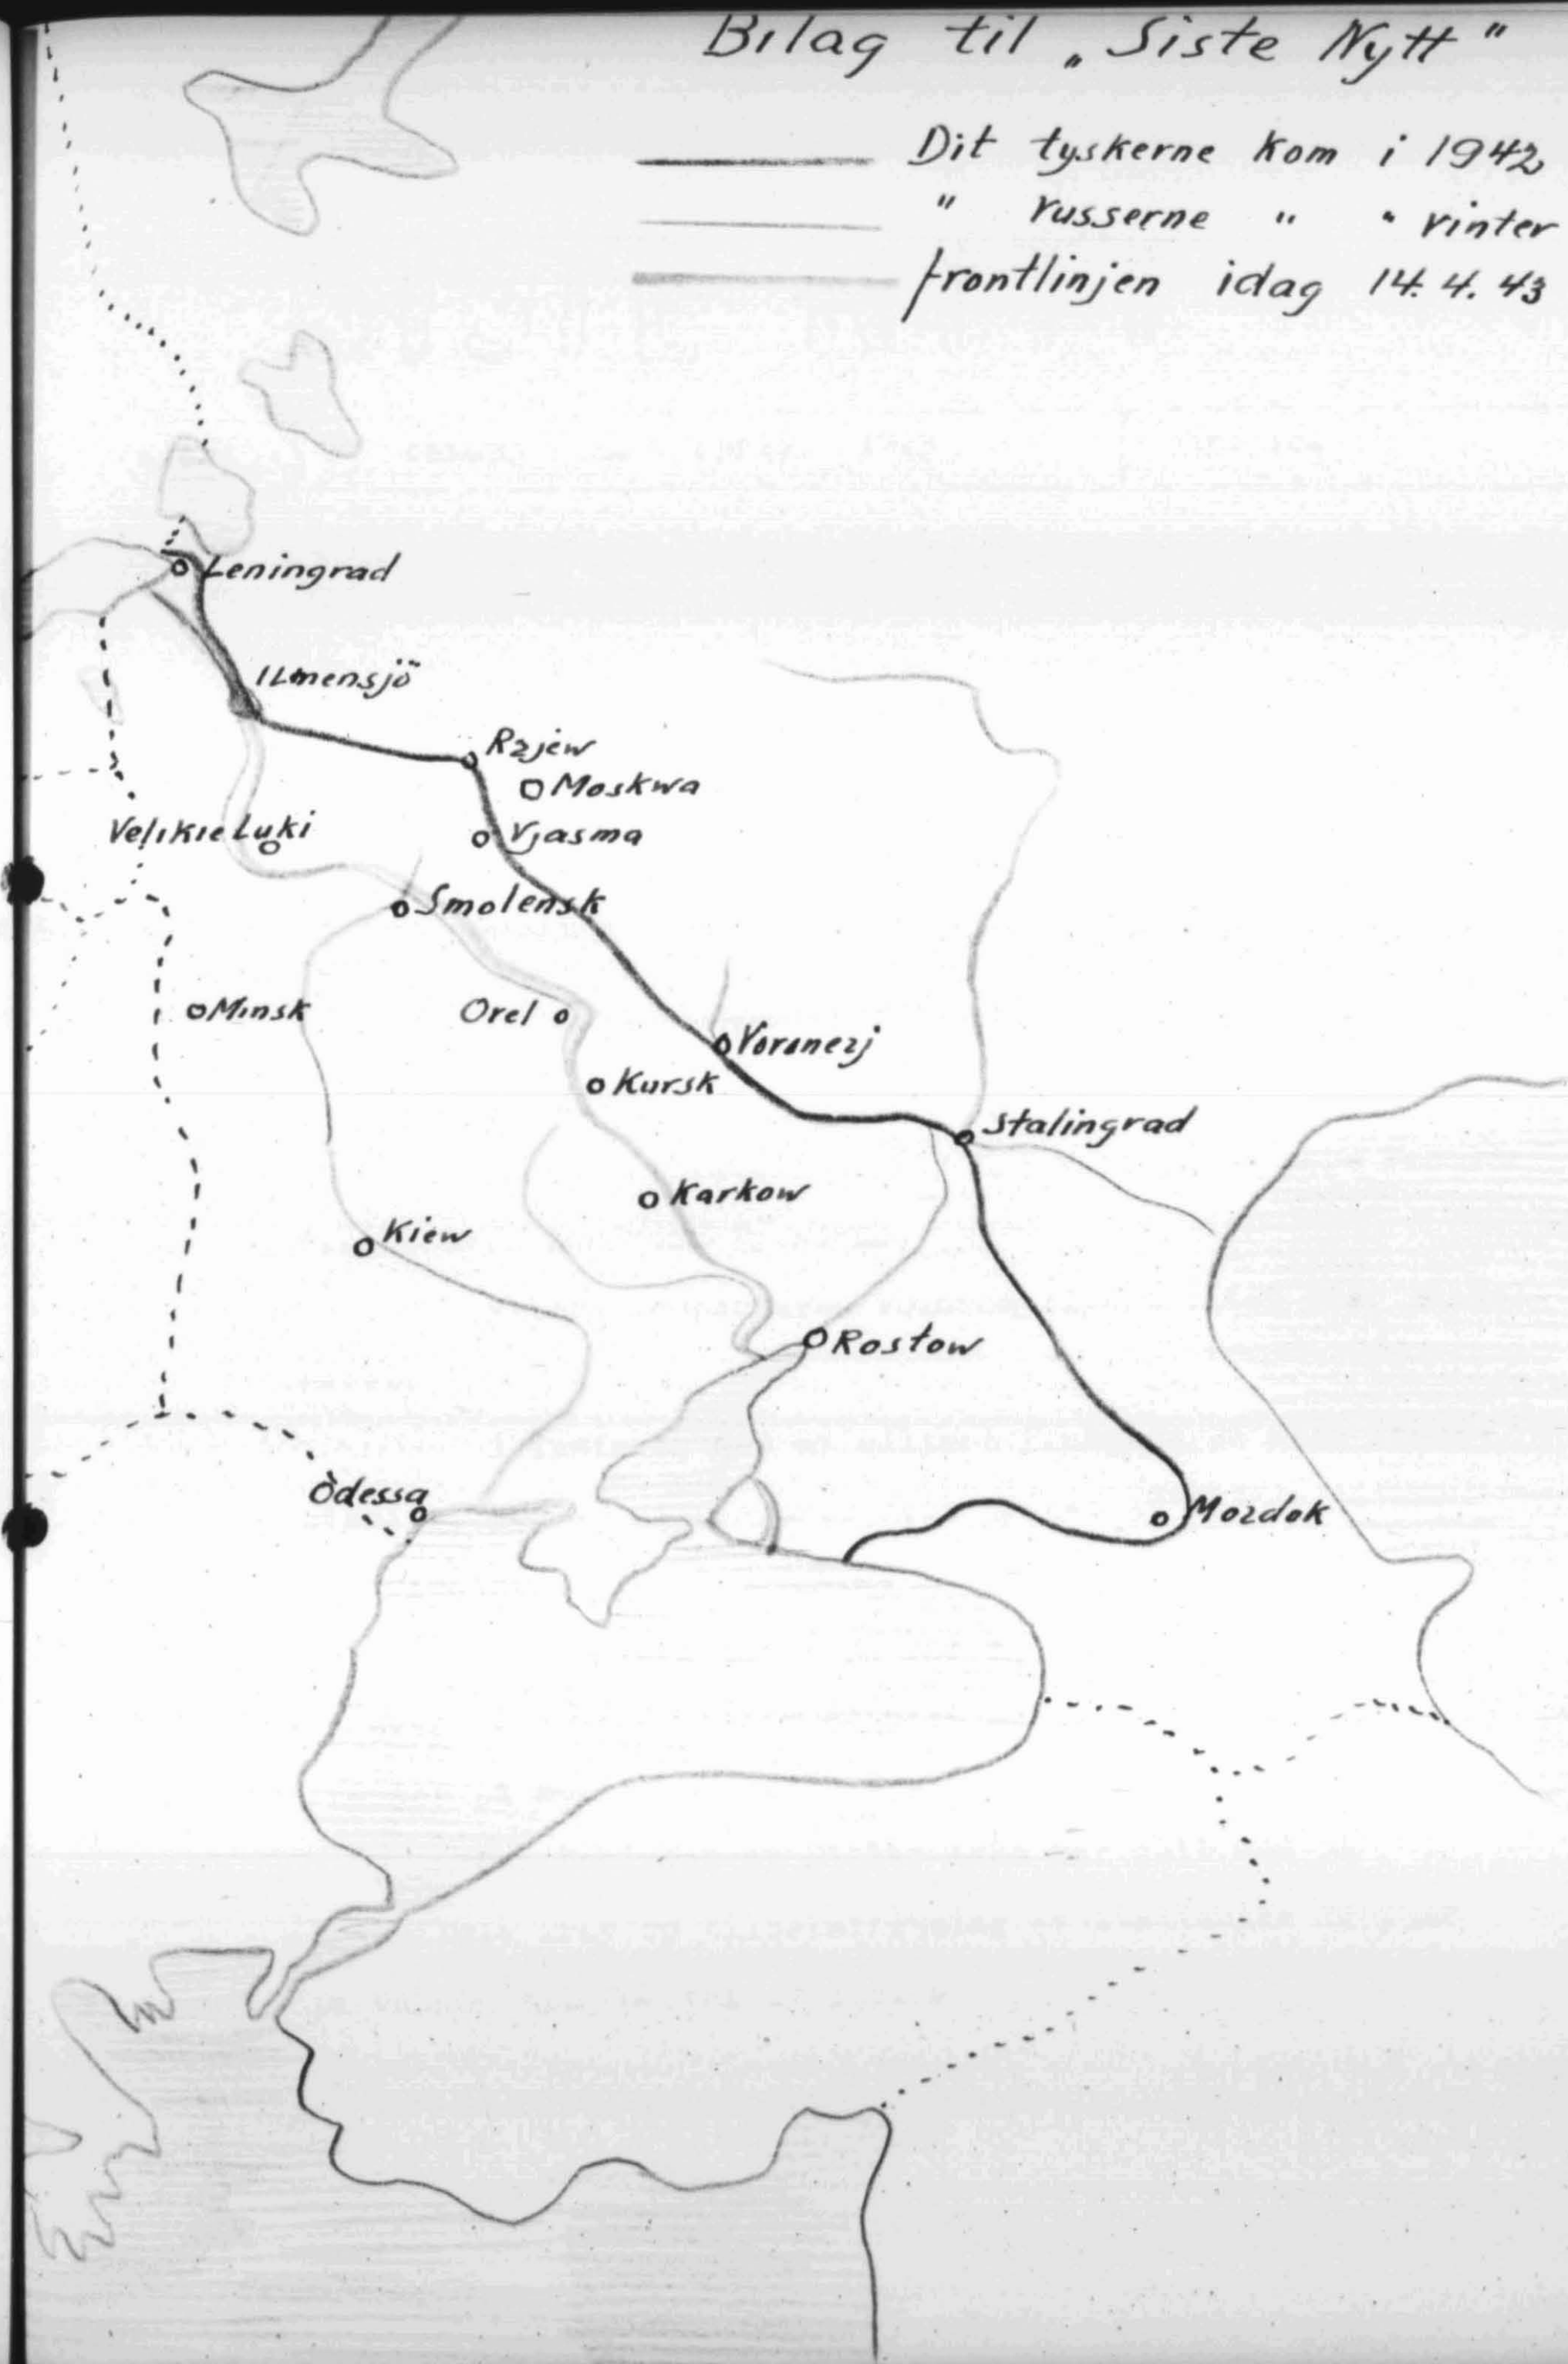 Bilag til „Siste Nytt"
Dit tyskerne kom i 1942
" russerne " " vinter
frontlinjen idag 14.4.43
Leningrad
Ilmensjö
Rzjew
Moskwa
Velikie Luki
Vjasma
Smolensk
Minsk
Orel
Voronezj
Kursk
Stalingrad
Karkow
Kiew
Rostow
Odessa
Mozdok